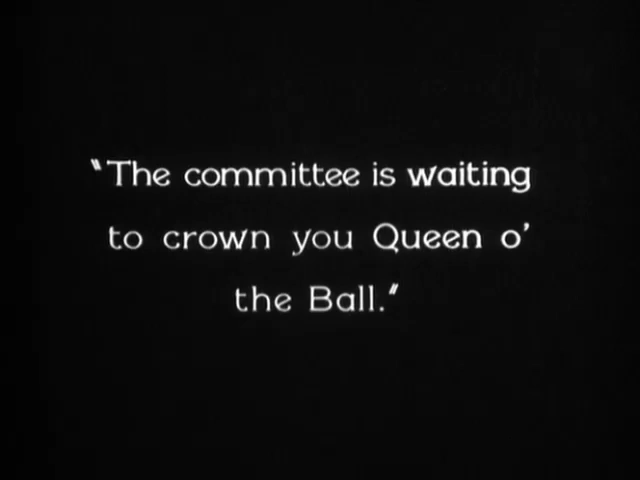 "The committee is waiting
to crown you Queen o'
the Ball."